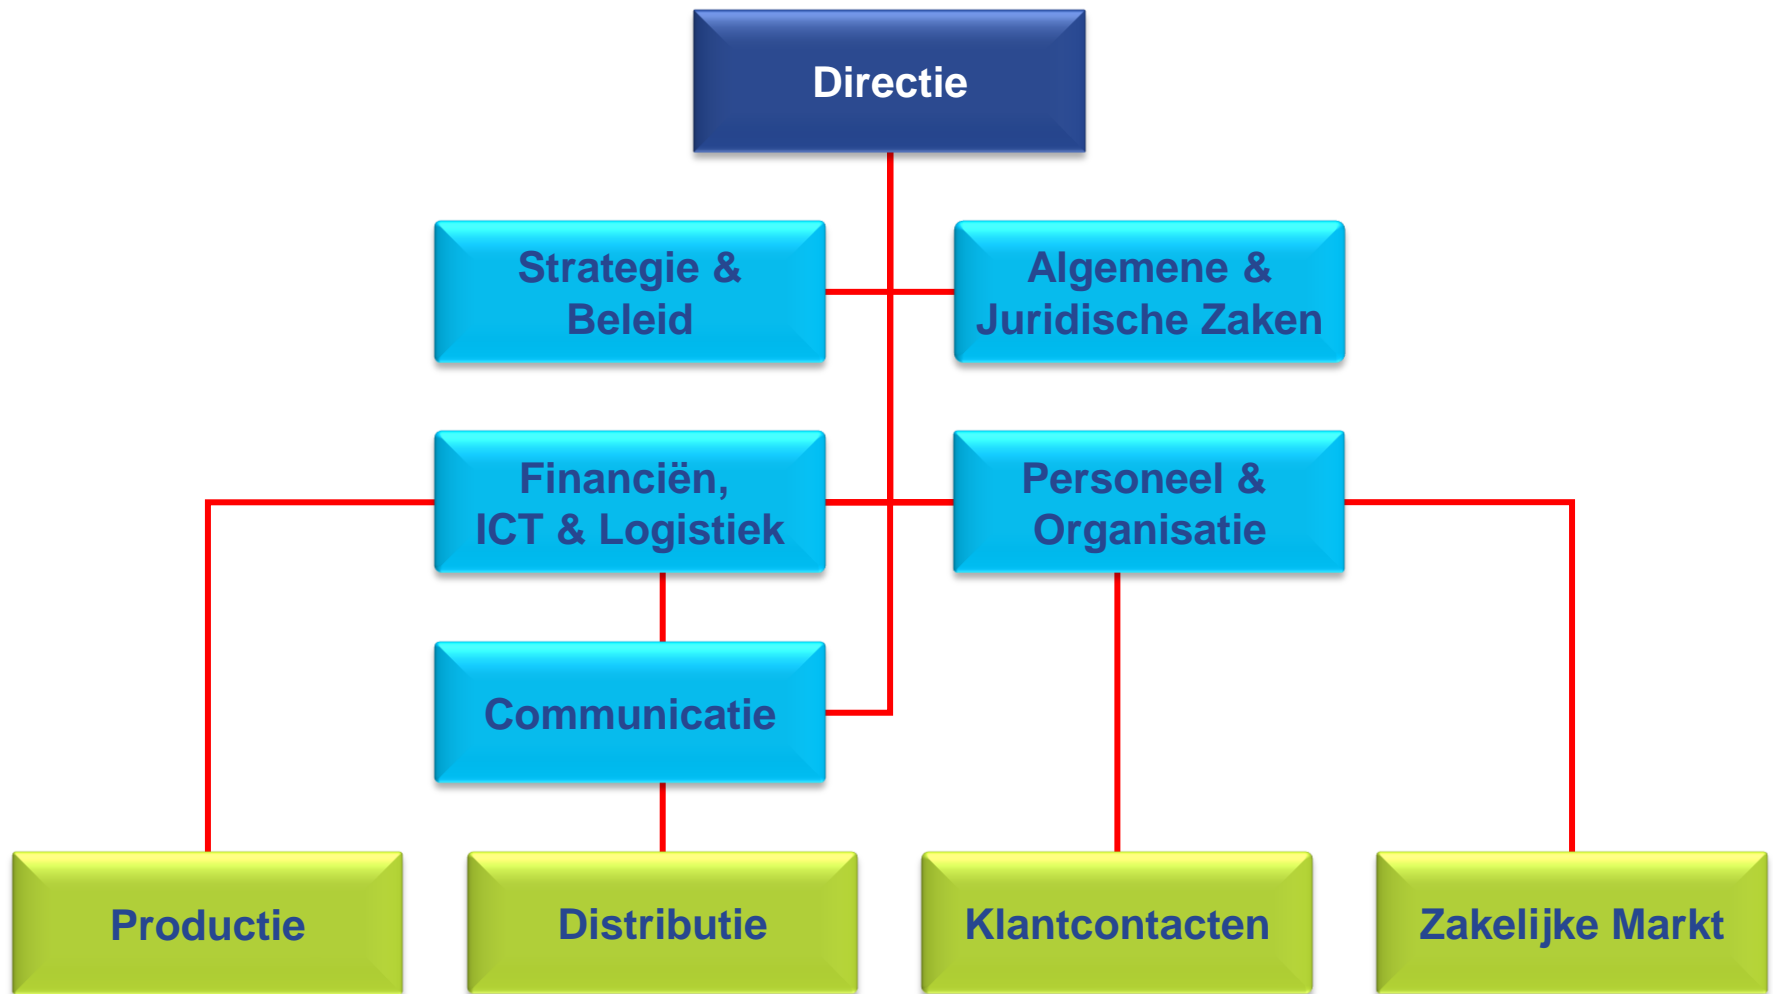 Directie
Strategie &
Beleid
Algemene &
Juridische Zaken
Financiën,
ICT & Logistiek
Personeel &
Organisatie
Communicatie
Productie
Distributie
Klantcontacten
Zakelijke Markt